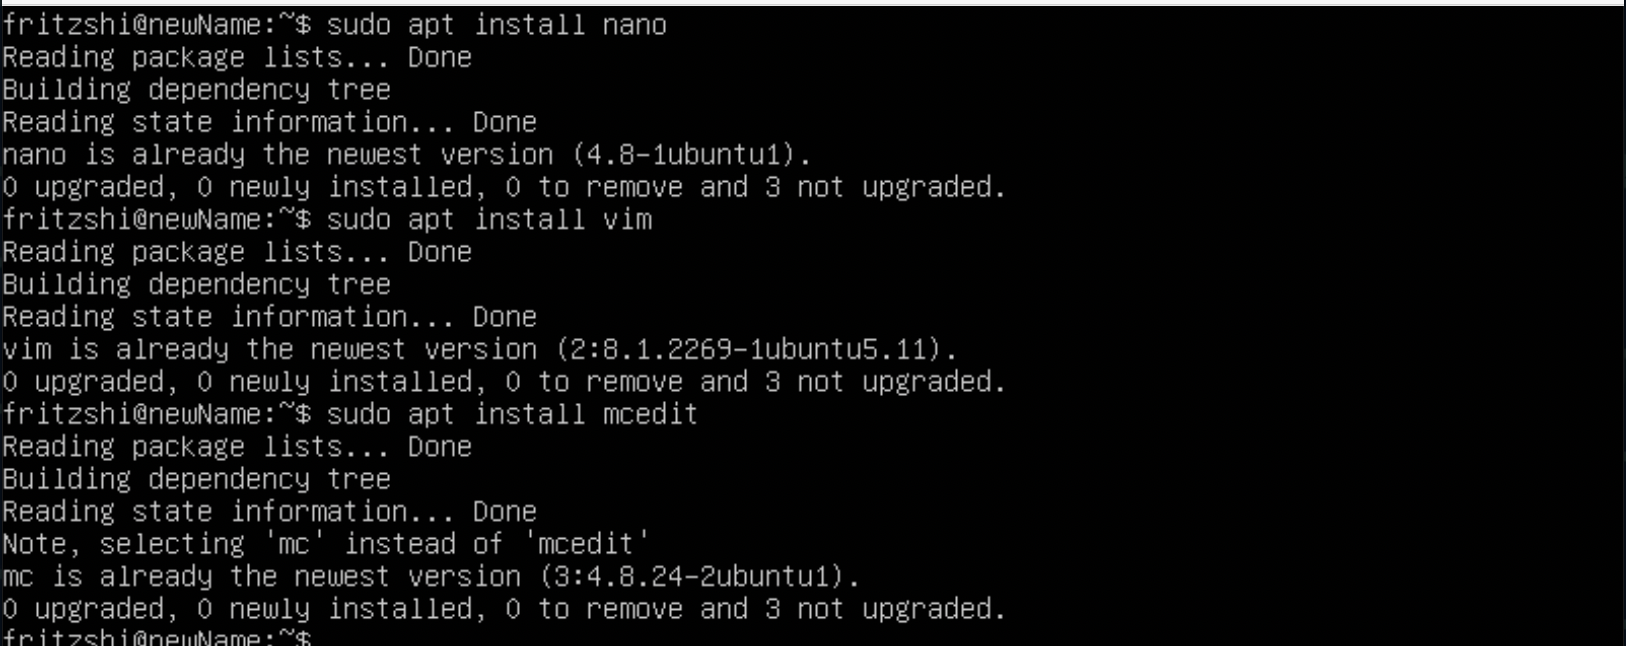 fritzshi@newName:~$ sudo apt install nano
Reading package lists... Done
Building dependency tree
Reading state information... Done
nano is already the newest version (4.8-1ubuntu1).
0 upgraded, 0 newly installed, 0 to remove and 3 not upgraded.
fritzshi@newName:~$ sudo apt install vim
Reading package lists... Done
Building dependency tree
Reading state information... Done
vim is already the newest version (2:8.1.2269-1ubuntu5.11).
0 upgraded, 0 newly installed, 0 to remove and 3 not upgraded.
fritzshi@newName:~$ sudo apt install mcedit
Reading package lists... Done
Building dependency tree
Reading state information... Done
Note, selecting 'mc' instead of 'mcedit'
mc is already the newest version (3:4.8.24-2ubuntu1).
0 upgraded, 0 newly installed, 0 to remove and 3 not upgraded.
fritzshi@newName:~$